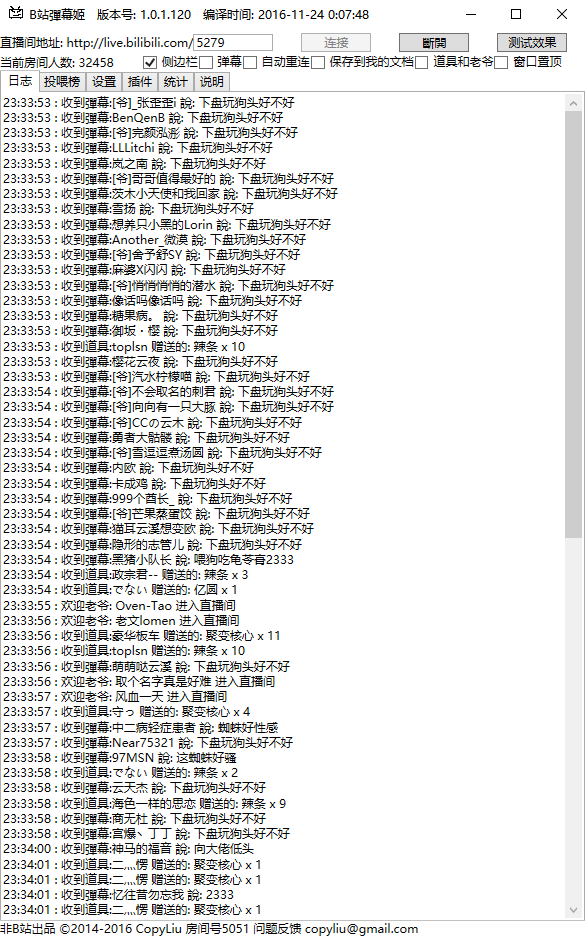 B站彈幕姬 版本号: 1.0.1.120 编译时间: 2016-11-24 0:07:48
直播间地址: http://live.bilibili.com/ 5279 连接 斷開 测试效果
当前房间人数: 32458 侧边栏 弹幕 自动重连 保存到我的文档 道具和老爷 窗口置顶
日志 投喂榜 设置 插件 统计 说明
23:33:53 : 收到彈幕:[爷]_张歪歪i 說: 下盘玩狗头好不好
23:33:53 : 收到彈幕:BenQenB 說: 下盘玩狗头好不好
23:33:53 : 收到彈幕:[爷]完颜泓澎 說: 下盘玩狗头好不好
23:33:53 : 收到彈幕:LLLitchi 說: 下盘玩狗头好不好
23:33:53 : 收到彈幕:岚之南 說: 下盘玩狗头好不好
23:33:53 : 收到彈幕:[爷]哥哥值得最好的 說: 下盘玩狗头好不好
23:33:53 : 收到彈幕:茨木小天使和我回家 說: 下盘玩狗头好不好
23:33:53 : 收到彈幕:雪扬 說: 下盘玩狗头好不好
23:33:53 : 收到彈幕:想养只小黑的Lorin 說: 下盘玩狗头好不好
23:33:53 : 收到彈幕:Another_微漠 說: 下盘玩狗头好不好
23:33:53 : 收到彈幕:[爷]舍予舒SY 說: 下盘玩狗头好不好
23:33:53 : 收到彈幕:麻婆X闪闪 說: 下盘玩狗头好不好
23:33:53 : 收到彈幕:[爷]悄悄悄悄的潜水 說: 下盘玩狗头好不好
23:33:53 : 收到彈幕:像话吗像话吗 說: 下盘玩狗头好不好
23:33:53 : 收到彈幕:糖果病。 說: 下盘玩狗头好不好
23:33:53 : 收到彈幕:御坂・樱 說: 下盘玩狗头好不好
23:33:53 : 收到道具:toplsn 赠送的: 辣条 x 10
23:33:53 : 收到彈幕:樱花云夜 說: 下盘玩狗头好不好
23:33:53 : 收到彈幕:[爷]汽水柠檬喵 說: 下盘玩狗头好不好
23:33:54 : 收到彈幕:[爷]不会取名的刺君 說: 下盘玩狗头好不好
23:33:54 : 收到彈幕:[爷]向向有一只大豚 說: 下盘玩狗头好不好
23:33:54 : 收到彈幕:[爷]CCの云木 說: 下盘玩狗头好不好
23:33:54 : 收到彈幕:勇者大骷髅 說: 下盘玩狗头好不好
23:33:54 : 收到彈幕:[爷]雪逗逗煮汤圆 說: 下盘玩狗头好不好
23:33:54 : 收到彈幕:内欧 說: 下盘玩狗头好不好
23:33:54 : 收到彈幕:卡成鸡 說: 下盘玩狗头好不好
23:33:54 : 收到彈幕:999个酋长_ 說: 下盘玩狗头好不好
23:33:54 : 收到彈幕:[爷]芒果蒸蛋饺 說: 下盘玩狗头好不好
23:33:54 : 收到彈幕:猫耳云溪想变欧 說: 下盘玩狗头好不好
23:33:54 : 收到彈幕:隐形的志管儿 說: 下盘玩狗头好不好
23:33:54 : 收到彈幕:黑猪小队长 說: 喂狗吃龟苓膏2333
23:33:54 : 收到道具:政宗君-- 赠送的: 辣条 x 3
23:33:54 : 收到道具:でない 赠送的: 亿圆 x 1
23:33:55 : 欢迎老爷: Oven-Tao 进入直播间
23:33:56 : 欢迎老爷: 老文lomen 进入直播间
23:33:56 : 收到道具:豪华板车 赠送的: 聚变核心 x 11
23:33:56 : 收到道具:toplsn 赠送的: 辣条 x 10
23:33:56 : 收到彈幕:萌萌哒云溪 說: 下盘玩狗头好不好
23:33:56 : 欢迎老爷: 取个名字真是好难 进入直播间
23:33:57 : 欢迎老爷: 风血一天 进入直播间
23:33:57 : 收到道具:守っ 赠送的: 聚变核心 x 4
23:33:57 : 收到彈幕:中二病轻症患者 說: 蜘蛛好性感
23:33:57 : 收到彈幕:Near75321 說: 下盘玩狗头好不好
23:33:58 : 收到彈幕:97MSN 說: 这蜘蛛好骚
23:33:58 : 收到道具:でない 赠送的: 辣条 x 2
23:33:58 : 收到彈幕:云天杰 說: 下盘玩狗头好不好
23:33:58 : 收到道具:海色一样的思恋 赠送的: 辣条 x 9
23:33:58 : 收到彈幕:商无社 說: 下盘玩狗头好不好
23:33:58 : 收到彈幕:宫爆丶丁丁 說: 下盘玩狗头好不好
23:34:00 : 收到彈幕:神马的福音 說: 向大佬低头
23:34:01 : 收到道具:二灬愣 赠送的: 聚变核心 x 1
23:34:01 : 收到道具:二灬愣 赠送的: 聚变核心 x 1
23:34:01 : 收到彈幕:忆往昔勿忘我 說: 2333
23:34:01 : 收到道具:二灬愣 赠送的: 聚变核心 x 1
非B站出品 ©2014-2016 CopyLiu 房间号5051 问题反馈 copyliu@gmail.com